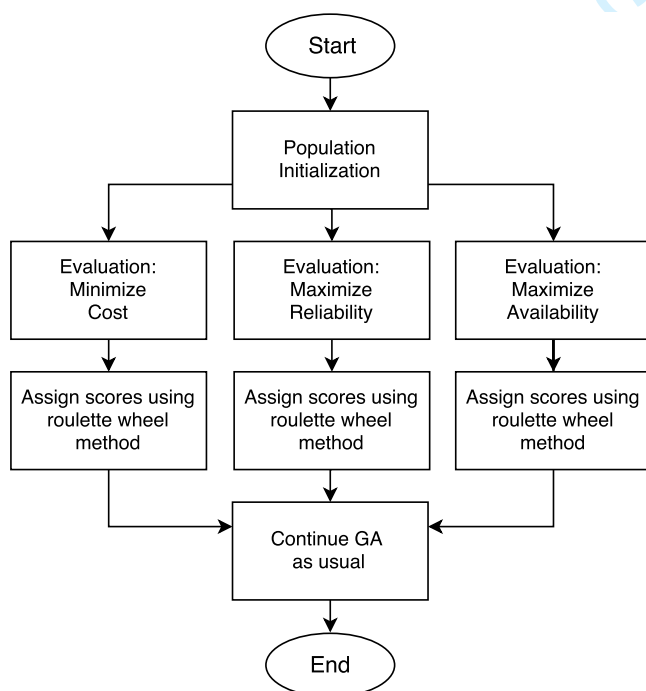 Start
Population
Initialization
Evaluation:
Minimize
Cost
Evaluation:
Maximize
Reliability
Evaluation:
Maximize
Availability
Assign scores using
roulette wheel
method
Assign scores using
roulette wheel
method
Assign scores using
roulette wheel
method
Continue GA
as usual
End